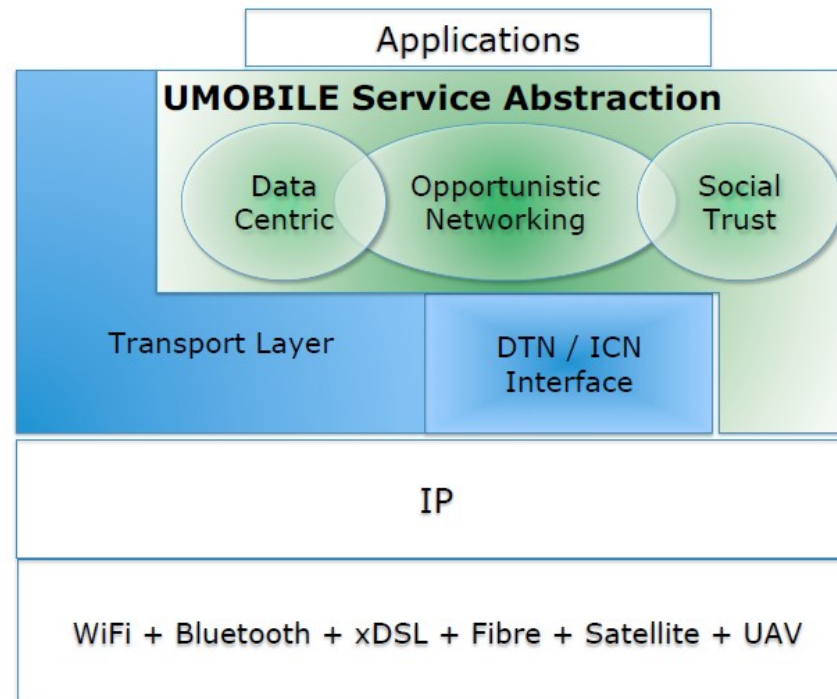 Applications
UMOBILE Service Abstraction
Data
Centric
Opportunistic
Networking
Social
Trust
Transport Layer
DTN / ICN
Interface
IP
WiFi + Bluetooth + xDSL + Fibre + Satellite + UAV